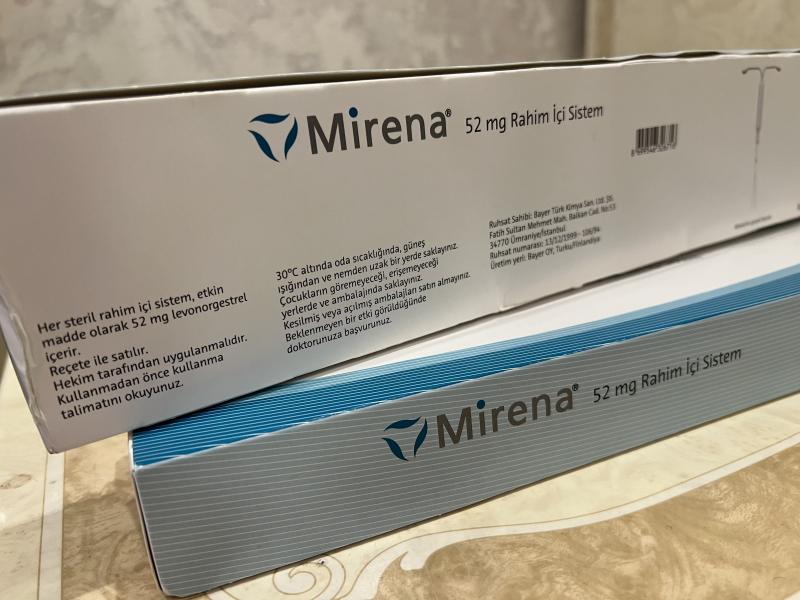 Mirena® 52 mg Rahim İçi Sistem
Her steril rahim içi sistem, etkin
madde olarak 52 mg levonorgestrel
içerir.
Reçete ile satılır.
Hekim tarafından uygulanmalıdır.
Kullanmadan önce kullanma
talimatını okuyunuz.
30°C altında oda sıcaklığında, güneş
ışığından ve nemden uzak bir yerde saklayınız.
Çocukların göremeyeceği, erişemeyeceği
yerlerde ve ambalajında saklayınız.
Kesilmiş veya açılmış ambalajları satın almayınız.
Beklenmeyen bir etki görüldüğünde
doktorunuza başvurunuz.
Ruhsat Sahibi: Bayer Türk Kimya San. Ltd. Şti.
Fatih Sultan Mehmet Mah. Balkan Cad. No:53
34770 Ümraniye/İstanbul
Ruhsat numarası: 13/12/1999 - 106/94
Üretim yeri: Bayer OY, Turku/Finlandiya
Mirena® 52 mg Rahim İçi Sistem